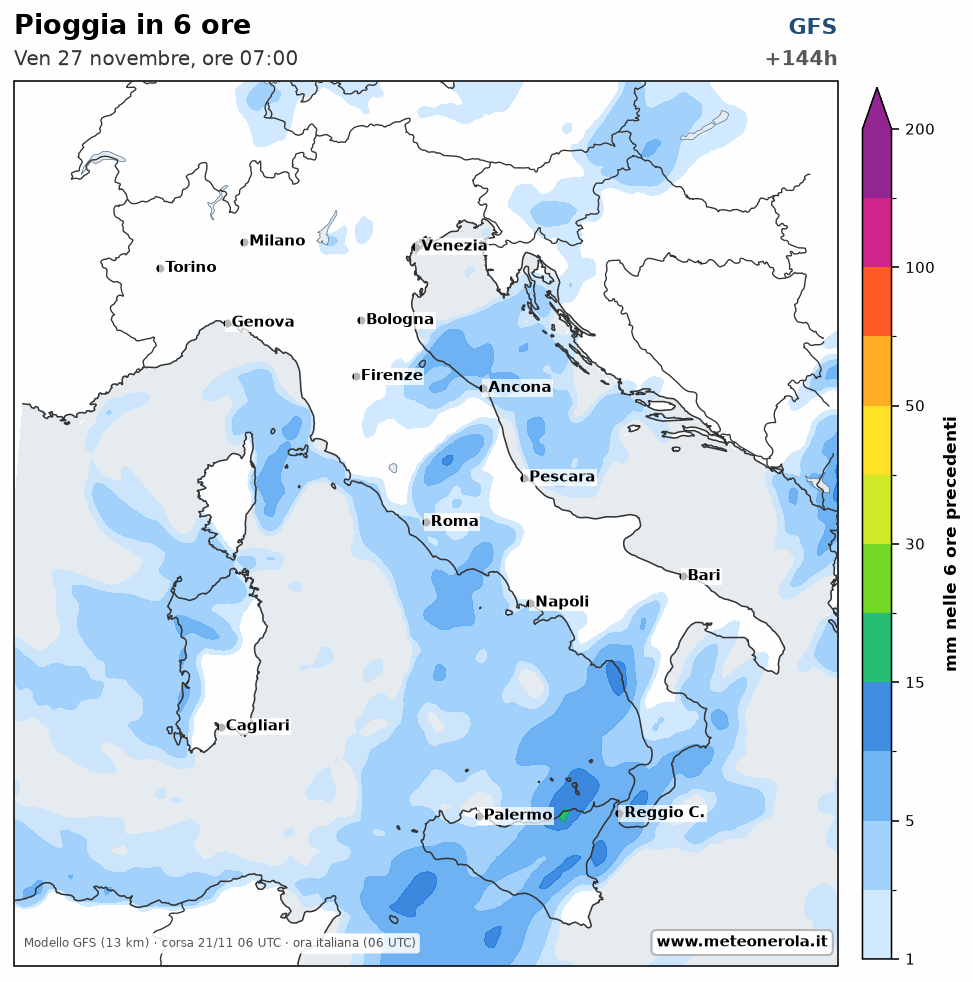 Pioggia in 6 ore
GFS
Ven 27 novembre, ore 07:00
+144h
200
100
50
30
15
5
1
mm nelle 6 ore precedenti
Milano
Venezia
Torino
Genova
Bologna
Firenze
Ancona
Pescara
Roma
Bari
Napoli
Cagliari
Palermo
Reggio C.
Modello GFS (13 km) · corsa 21/11 06 UTC · ora italiana (06 UTC)
www.meteonerola.it